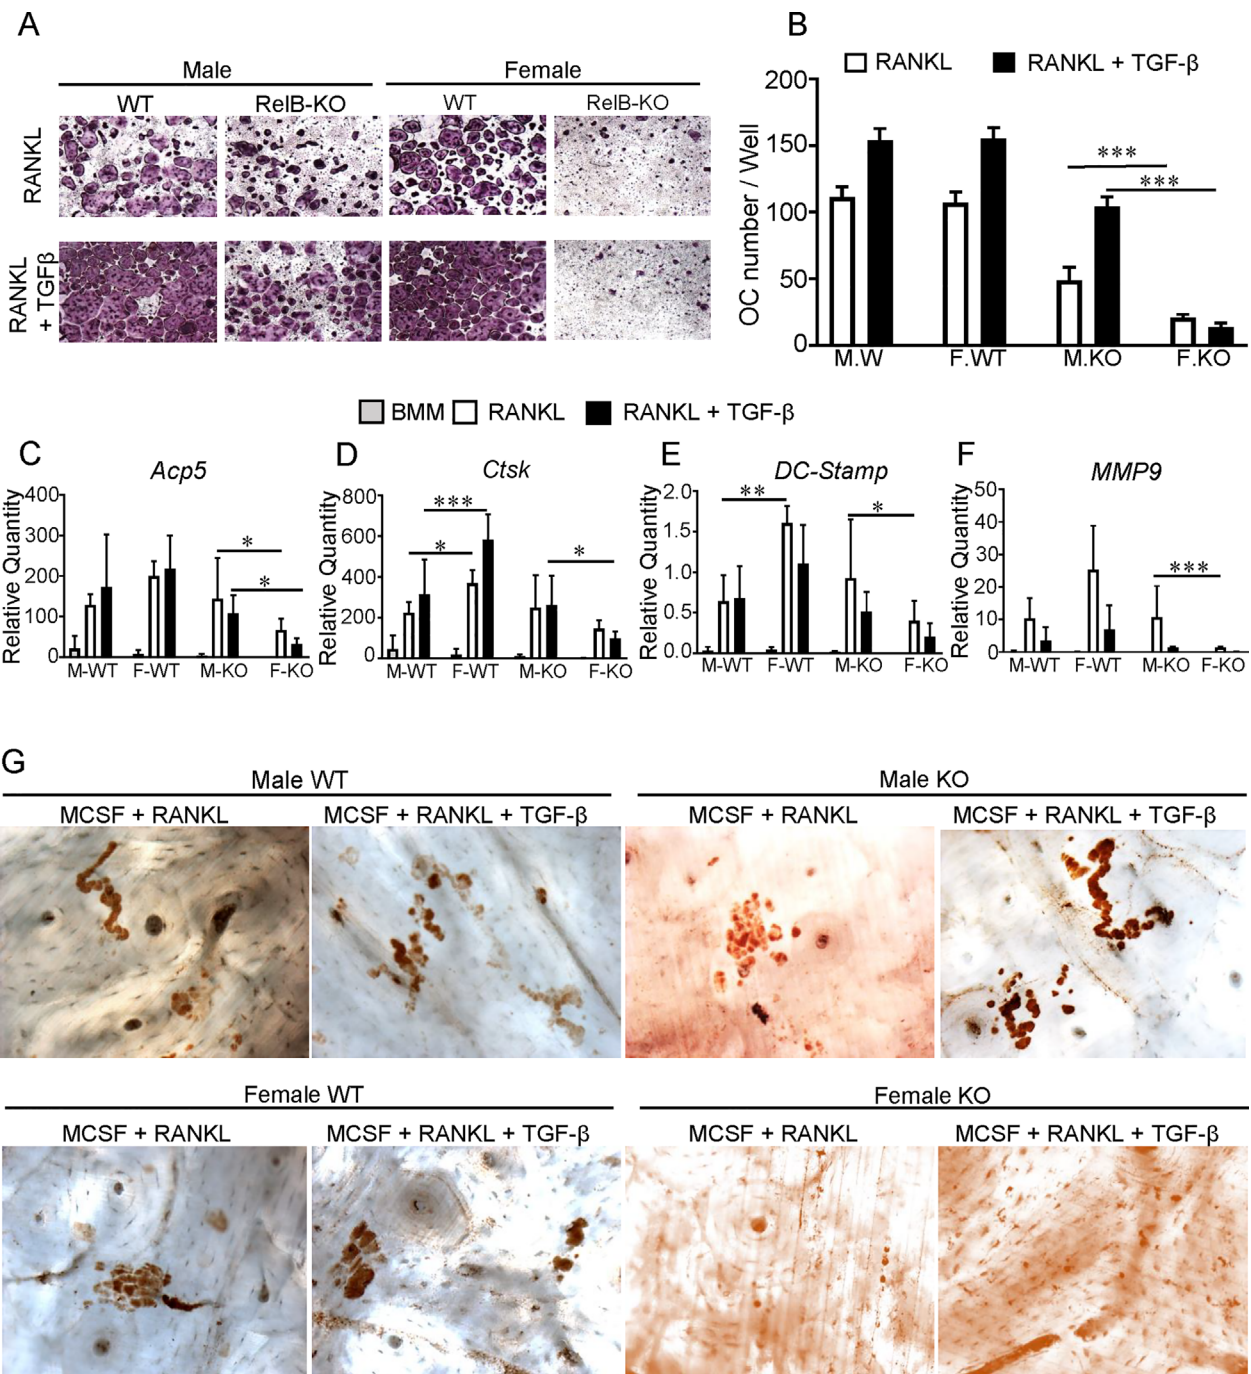 A
B
Male
Female
WT
RelB-KO
WT
RelB-KO
RANKL
RANKL
+ TGFβ
RANKL
RANKL + TGF-β
OC number / Well
200
150
100
50
0
***
***
M.W
F.WT
M.KO
F.KO
BMM
RANKL
RANKL + TGF-β
C
Acp5
Relative Quantity
400
300
200
100
0
*
*
M-WT
F-WT
M-KO
F-KO
D
Ctsk
Relative Quantity
800
600
400
200
0
***
*
*
M-WT
F-WT
M-KO
F-KO
E
DC-Stamp
Relative Quantity
2.0
1.5
1.0
0.5
0.0
**
*
M-WT
F-WT
M-KO
F-KO
F
MMP9
Relative Quantity
50
40
30
20
10
0
***
M-WT
F-WT
M-KO
F-KO
G
Male WT
Male KO
MCSF + RANKL
MCSF + RANKL + TGF-β
MCSF + RANKL
MCSF + RANKL + TGF-β
Female WT
Female KO
MCSF + RANKL
MCSF + RANKL + TGF-β
MCSF + RANKL
MCSF + RANKL + TGF-β